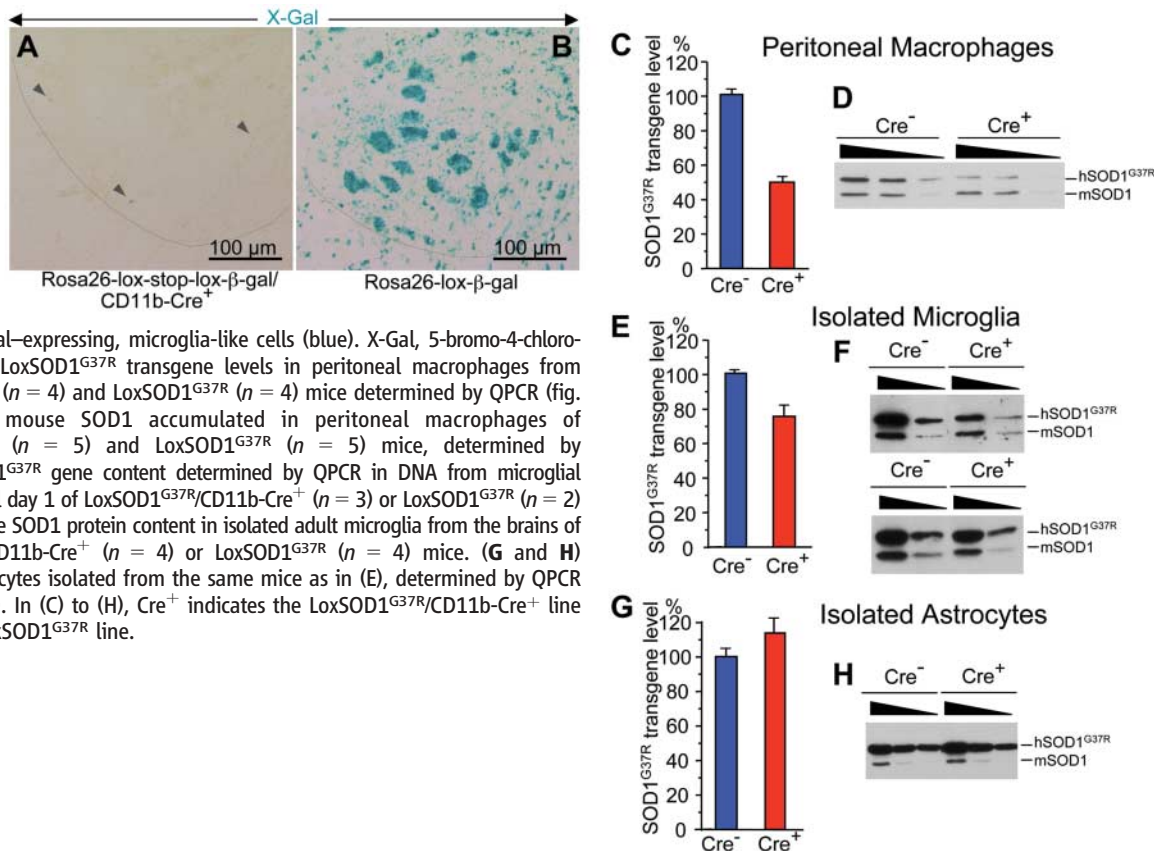 X-Gal
A
B
100 µm
100 µm
Rosa26-lox-stop-lox-β-gal/
CD11b-Cre⁺
Rosa26-lox-β-gal
al–expressing, microglia-like cells (blue). X-Gal, 5-bromo-4-chloro-
LoxSOD1ᴳ³⁷ᴿ transgene levels in peritoneal macrophages from
(n = 4) and LoxSOD1ᴳ³⁷ᴿ (n = 4) mice determined by QPCR (fig.
mouse SOD1 accumulated in peritoneal macrophages of
(n = 5) and LoxSOD1ᴳ³⁷ᴿ (n = 5) mice, determined by
1ᴳ³⁷ᴿ gene content determined by QPCR in DNA from microglial
day 1 of LoxSOD1ᴳ³⁷ᴿ/CD11b-Cre⁺ (n = 3) or LoxSOD1ᴳ³⁷ᴿ (n = 2)
e SOD1 protein content in isolated adult microglia from the brains of
D11b-Cre⁺ (n = 4) or LoxSOD1ᴳ³⁷ᴿ (n = 4) mice. (G and H)
cytes isolated from the same mice as in (E), determined by QPCR
. In (C) to (H), Cre⁺ indicates the LoxSOD1ᴳ³⁷ᴿ/CD11b-Cre⁺ line
xSOD1ᴳ³⁷ᴿ line.
C
%
Peritoneal Macrophages
SOD1ᴳ³⁷ᴿ transgene level
120
100
80
60
40
20
0
Cre⁻ Cre⁺
D
Cre⁻ Cre⁺
hSOD1ᴳ³⁷ᴿ
mSOD1
E
%
Isolated Microglia
SOD1ᴳ³⁷ᴿ transgene level
120
100
80
60
40
20
0
Cre⁻ Cre⁺
F
Cre⁻ Cre⁺
hSOD1ᴳ³⁷ᴿ
mSOD1
Cre⁻ Cre⁺
hSOD1ᴳ³⁷ᴿ
mSOD1
G
%
Isolated Astrocytes
SOD1ᴳ³⁷ᴿ transgene level
120
100
80
60
40
20
0
Cre⁻ Cre⁺
H
Cre⁻ Cre⁺
hSOD1ᴳ³⁷ᴿ
mSOD1